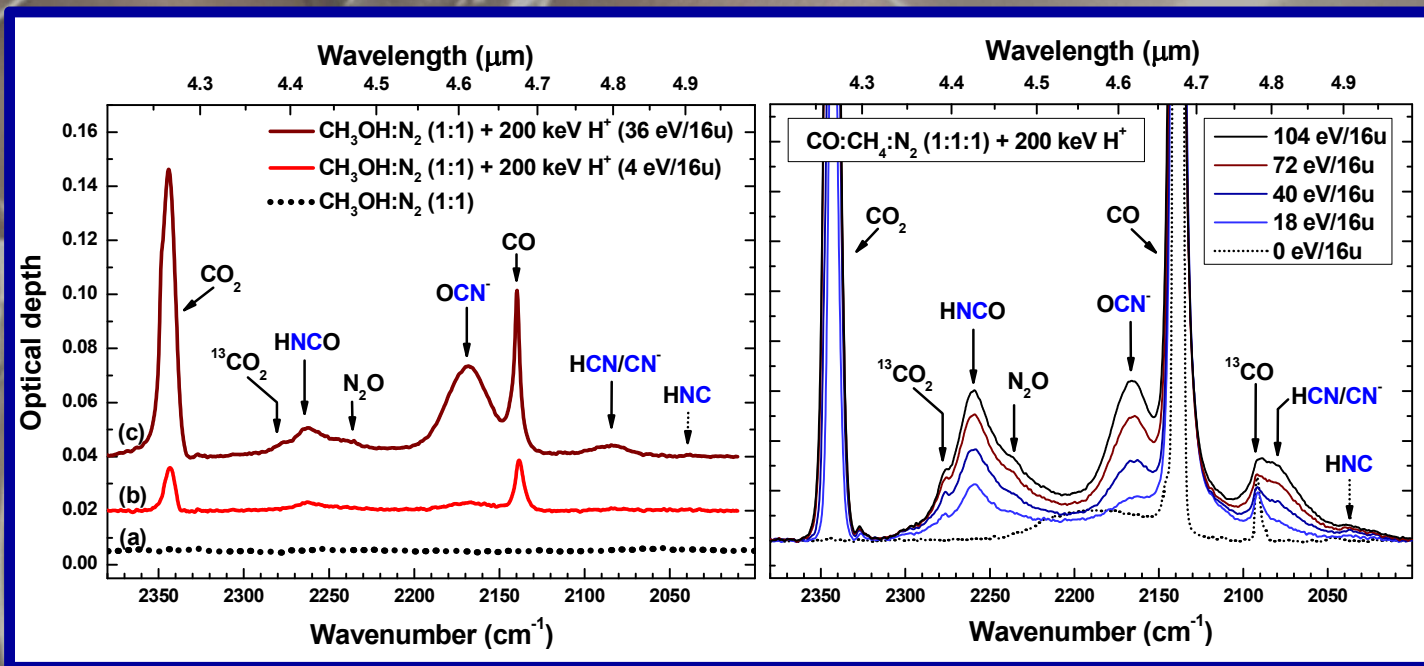 Wavelength (μm)
4.3 4.4 4.5 4.6 4.7 4.8 4.9
0.16
0.14
0.12
0.10
0.08
0.06
0.04
0.02
0.00
Optical depth
CH₃OH:N₂ (1:1) + 200 keV H⁺ (36 eV/16u)
CH₃OH:N₂ (1:1) + 200 keV H⁺ (4 eV/16u)
CH₃OH:N₂ (1:1)
CO₂
¹³CO₂
HNCO
N₂O
OCN⁻
CO
HCN/CN⁻
HNC
(c)
(b)
(a)
2350 2300 2250 2200 2150 2100 2050
Wavenumber (cm⁻¹)
Wavelength (μm)
4.3 4.4 4.5 4.6 4.7 4.8 4.9
CO:CH₄:N₂ (1:1:1) + 200 keV H⁺
104 eV/16u
72 eV/16u
40 eV/16u
18 eV/16u
0 eV/16u
CO₂
CO
HNCO
OCN⁻
¹³CO₂
N₂O
¹³CO
HCN/CN⁻
HNC
2350 2300 2250 2200 2150 2100 2050
Wavenumber (cm⁻¹)